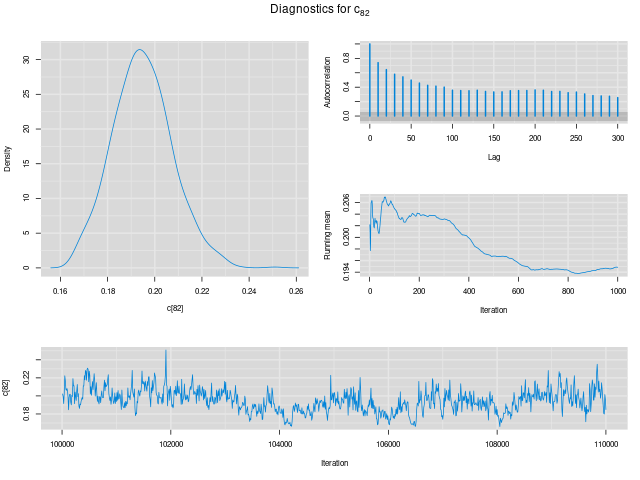 Diagnostics for c82
Density
30
25
20
15
10
5
0
0.16 0.18 0.20 0.22 0.24 0.26
c[82]
Autocorrelation
0.8
0.4
0.0
0 50 100 150 200 250 300
Lag
Running mean
0.206
0.200
0.194
0 200 400 600 800 1000
Iteration
c[82]
0.22
0.18
100000 102000 104000 106000 108000 110000
Iteration